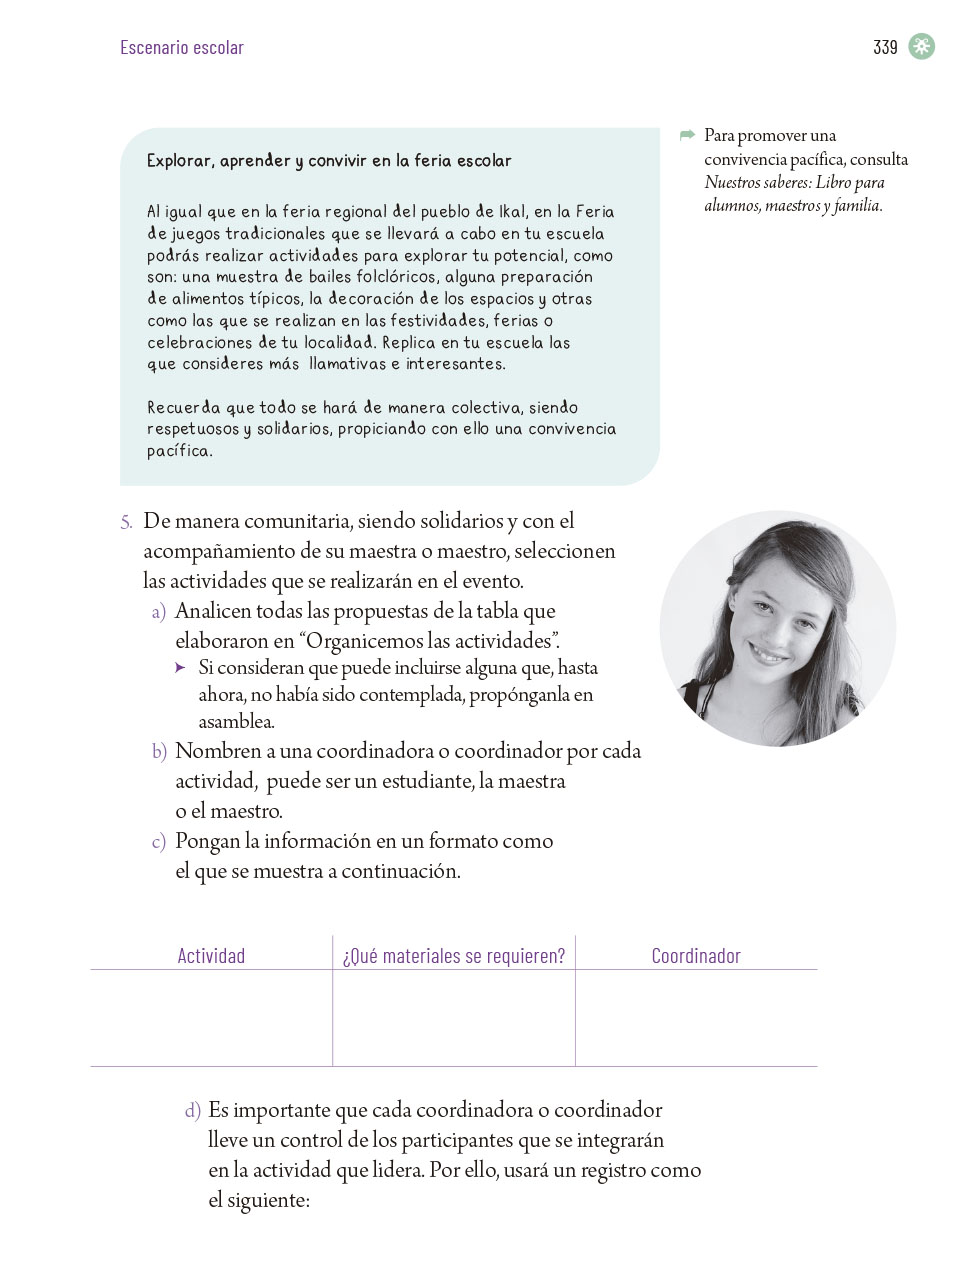 Escenario escolar
339
Explorar, aprender y convivir en la feria escolar
Al igual que en la feria regional del pueblo de Ikal, en la Feria
de juegos tradicionales que se llevará a cabo en tu escuela
podrás realizar actividades para explorar tu potencial, como
son: una muestra de bailes folclóricos, alguna preparación
de alimentos típicos, la decoración de los espacios y otras
como las que se realizan en las festividades, ferias o
celebraciones de tu localidad. Replica en tu escuela las
que consideres más llamativas e interesantes.
Recuerda que todo se hará de manera colectiva, siendo
respetuosos y solidarios, propiciando con ello una convivencia
pacífica.
Para promover una
convivencia pacífica, consulta
Nuestros saberes: Libro para
alumnos, maestros y familia.
5. De manera comunitaria, siendo solidarios y con el
acompañamiento de su maestra o maestro, seleccionen
las actividades que se realizarán en el evento.
a) Analicen todas las propuestas de la tabla que
elaboraron en “Organicemos las actividades”.
➤ Si consideran que puede incluirse alguna que, hasta
ahora, no había sido contemplada, propónganla en
asamblea.
b) Nombren a una coordinadora o coordinador por cada
actividad, puede ser un estudiante, la maestra
o el maestro.
c) Pongan la información en un formato como
el que se muestra a continuación.
Actividad
¿Qué materiales se requieren?
Coordinador
d) Es importante que cada coordinadora o coordinador
lleve un control de los participantes que se integrarán
en la actividad que lidera. Por ello, usará un registro como
el siguiente: